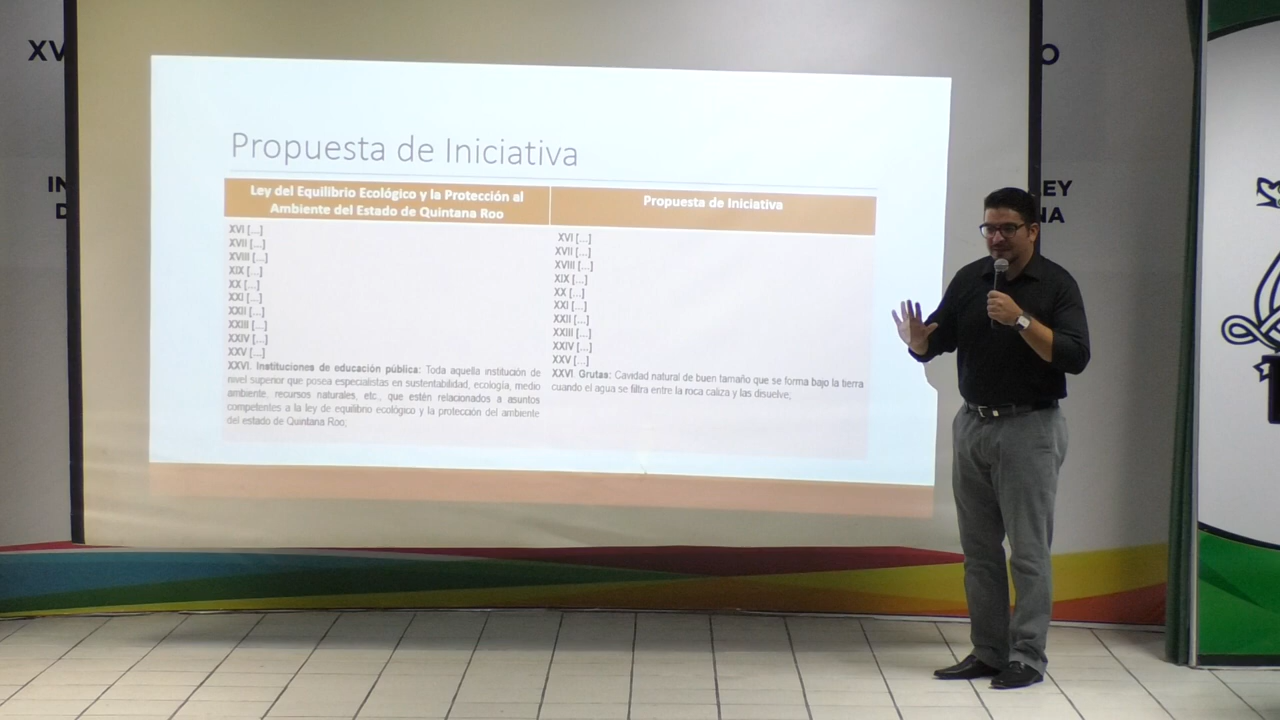 XV
O
IN
D
EY
NA
Propuesta de Iniciativa
Ley del Equilibrio Ecológico y la Protección al
Ambiente del Estado de Quintana Roo
Propuesta de Iniciativa
XVI [...]
XVII [...]
XVIII [...]
XIX [...]
XX [...]
XXI [...]
XXII [...]
XXIII [...]
XXIV [...]
XXV [...]
XXVI. Instituciones de educación pública: Toda aquella institución de
nivel superior que posea especialistas en sustentabilidad, ecología, medio
ambiente, recursos naturales, etc., que estén relacionados a asuntos
competentes a la ley de equilibrio ecológico y la protección del ambiente
del estado de Quintana Roo;
XVI [...]
XVII [...]
XVIII [...]
XIX [...]
XX [...]
XXI [...]
XXII [...]
XXIII [...]
XXIV [...]
XXV [...]
XXVI. Grutas: Cavidad natural de buen tamaño que se forma bajo la tierra
cuando el agua se filtra entre la roca caliza y las disuelve;